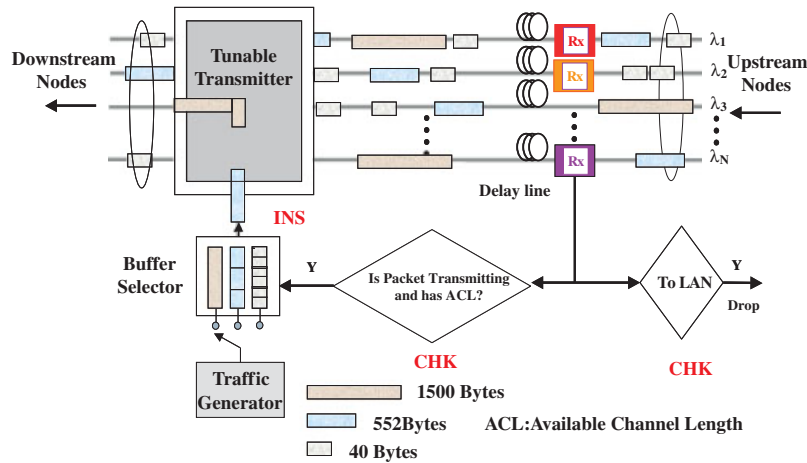 Downstream
Nodes
Tunable
Transmitter
Rx
λ1
Rx
λ2
Upstream
Nodes
λ3
Rx
λN
Delay line
INS
Buffer
Selector
Y
Is Packet Transmitting
and has ACL?
To LAN
Y
Drop
CHK
CHK
Traffic
Generator
1500 Bytes
552Bytes
ACL:Available Channel Length
40 Bytes